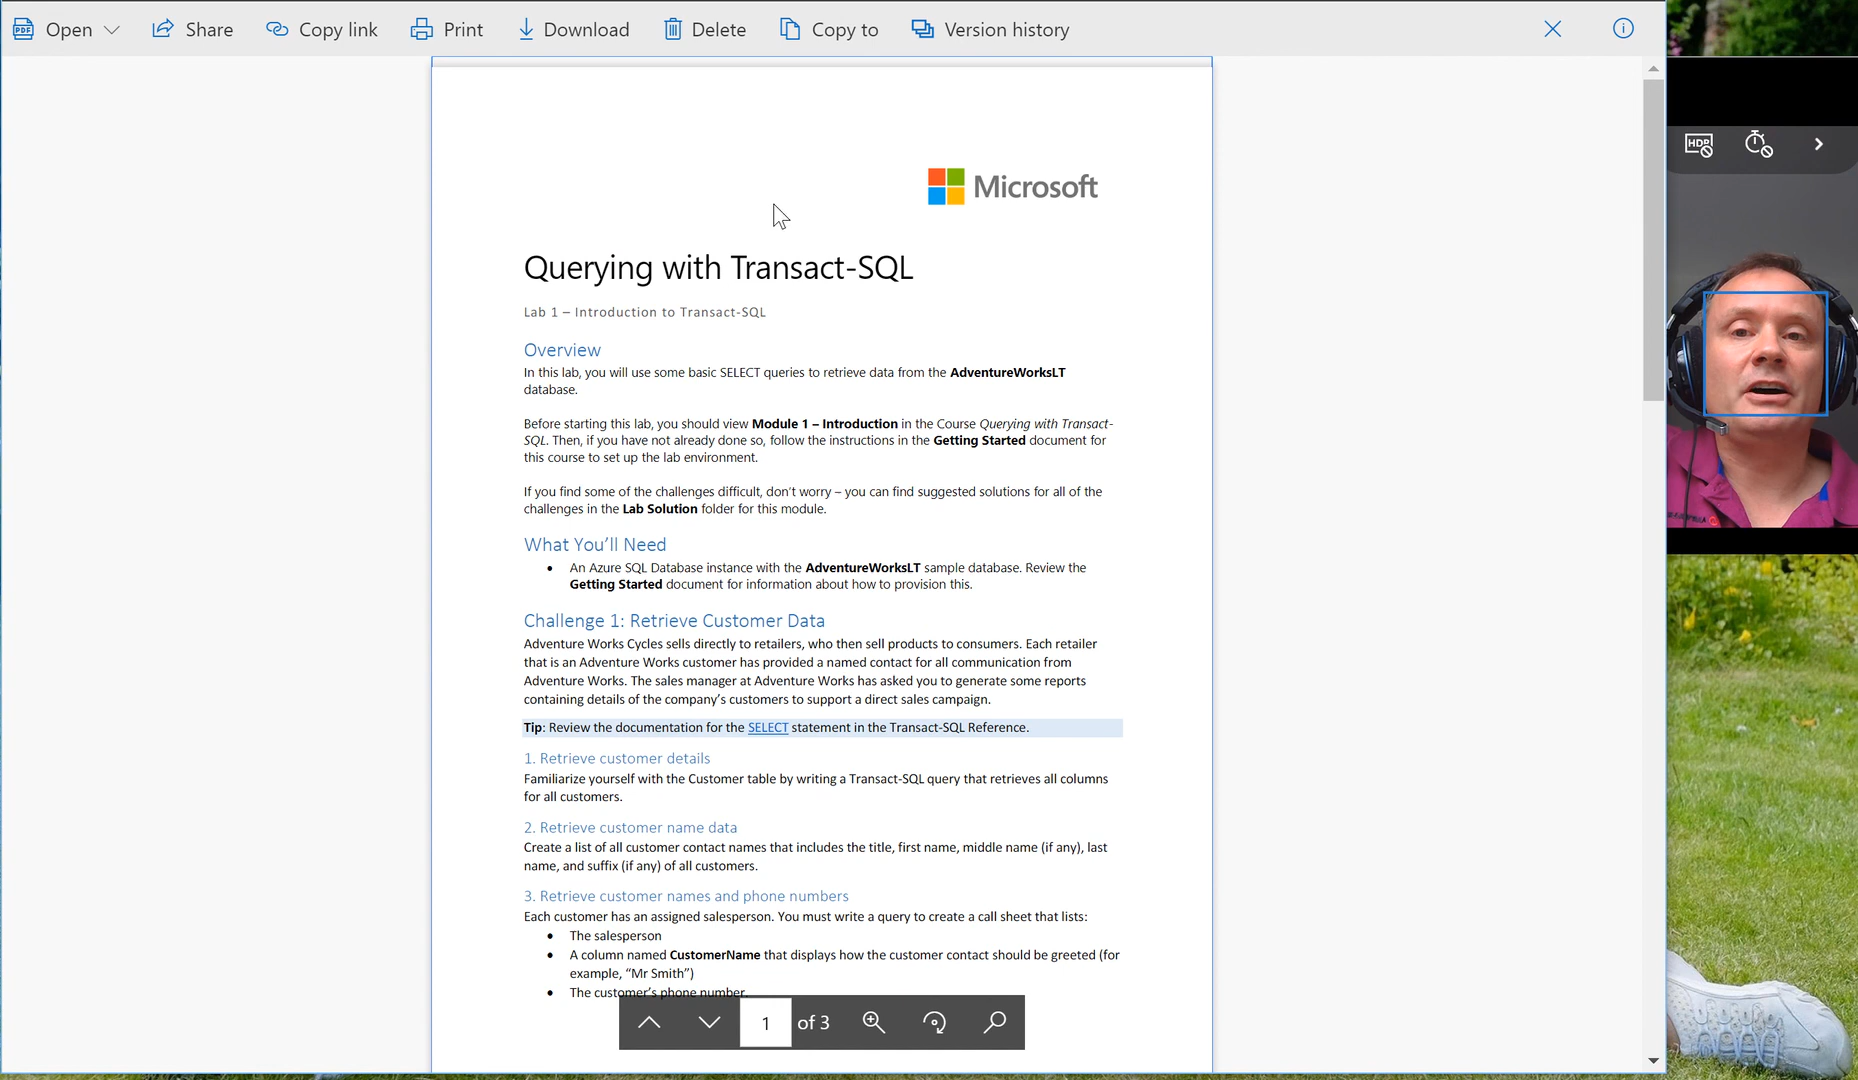 Open Share Copy link Print Download Delete Copy to Version history
HDR
Microsoft
Querying with Transact-SQL
Lab 1 – Introduction to Transact-SQL
Overview
In this lab, you will use some basic SELECT queries to retrieve data from the AdventureWorksLT
database.
Before starting this lab, you should view Module 1 – Introduction in the Course Querying with Transact-
SQL. Then, if you have not already done so, follow the instructions in the Getting Started document for
this course to set up the lab environment.
If you find some of the challenges difficult, don't worry – you can find suggested solutions for all of the
challenges in the Lab Solution folder for this module.
What You'll Need
• An Azure SQL Database instance with the AdventureWorksLT sample database. Review the
Getting Started document for information about how to provision this.
Challenge 1: Retrieve Customer Data
Adventure Works Cycles sells directly to retailers, who then sell products to consumers. Each retailer
that is an Adventure Works customer has provided a named contact for all communication from
Adventure Works. The sales manager at Adventure Works has asked you to generate some reports
containing details of the company's customers to support a direct sales campaign.
Tip: Review the documentation for the SELECT statement in the Transact-SQL Reference.
1. Retrieve customer details
Familiarize yourself with the Customer table by writing a Transact-SQL query that retrieves all columns
for all customers.
2. Retrieve customer name data
Create a list of all customer contact names that includes the title, first name, middle name (if any), last
name, and suffix (if any) of all customers.
3. Retrieve customer names and phone numbers
Each customer has an assigned salesperson. You must write a query to create a call sheet that lists:
• The salesperson
• A column named CustomerName that displays how the customer contact should be greeted (for
example, "Mr Smith")
• The customer's phone number.
1 of 3